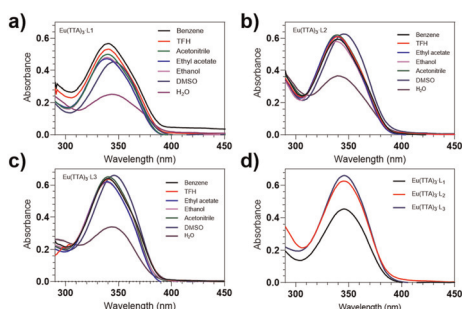 a)
Eu(TTA)3 L1
Benzene
TFH
Acetonitrile
Ethyl acetate
Ethanol
DMSO
H2O
Absorbance
0.6
0.4
0.2
0.0
300 350 400 450
Wavelength (nm)
b)
Eu(TTA)3 L2
Benzene
TFH
Ethyl acetate
Ethanol
Acetonitrile
DMSO
H2O
Absorbance
0.6
0.4
0.2
0.0
300 350 400 450
Wavelength (nm)
c)
Eu(TTA)3 L3
Benzene
TFH
Ethyl acetate
Ethanol
Acetonitrile
DMSO
H2O
Absorbance
0.6
0.4
0.2
0.0
300 350 400 450
Wavelength (nm)
d)
Eu(TTA)3 L1
Eu(TTA)3 L2
Eu(TTA)3 L3
Absorbance
0.6
0.4
0.2
0.0
300 350 400 450
Wavelength (nm)